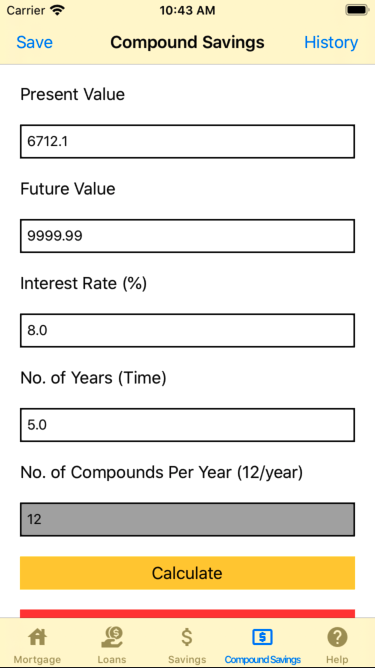 Carrier 10:43 AM
Save Compound Savings History
Present Value
6712.1
Future Value
9999.99
Interest Rate (%)
8.0
No. of Years (Time)
5.0
No. of Compounds Per Year (12/year)
12
Calculate
Mortgage Loans Savings Compound Savings Help